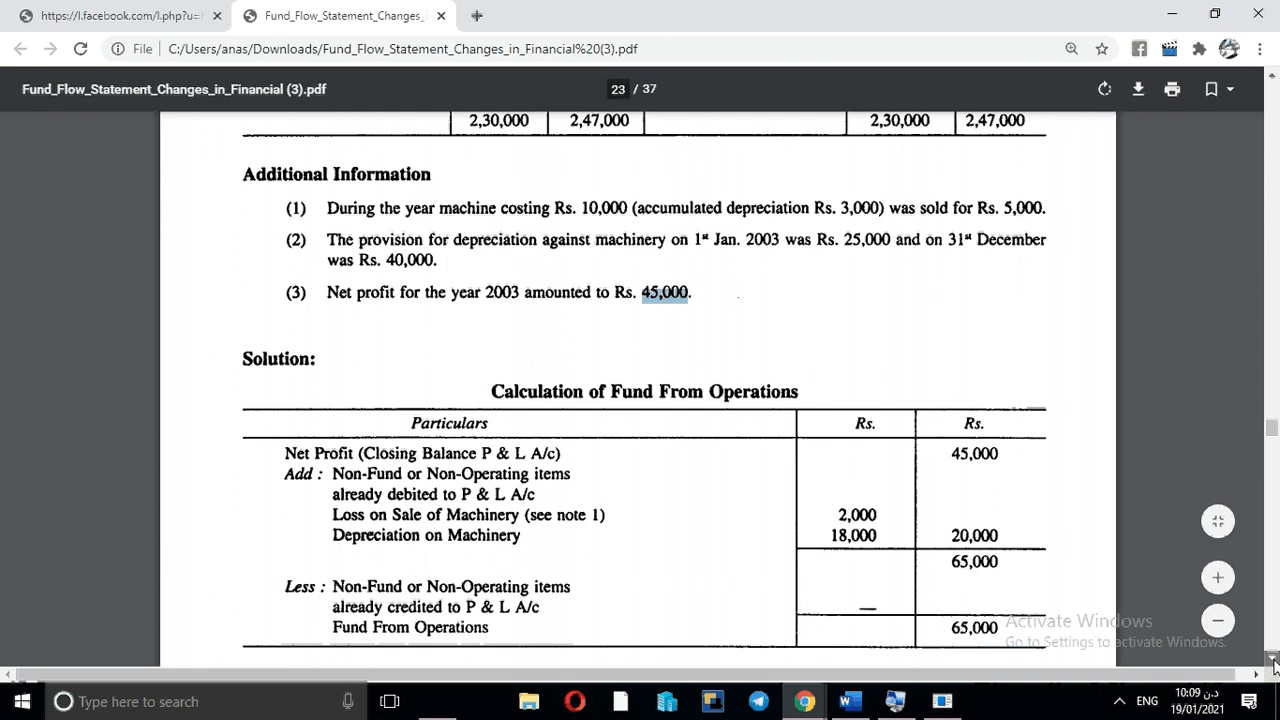 https://l.facebook.com/l.php?u=
Fund_Flow_Statement_Changes_
File
C:/Users/anas/Downloads/Fund_Flow_Statement_Changes_in_Financial%20(3).pdf
Fund_Flow_Statement_Changes_in_Financial (3).pdf
23 / 37
2,30,000 2,47,000 2,30,000 2,47,000
Additional Information
(1) During the year machine costing Rs. 10,000 (accumulated depreciation Rs. 3,000) was sold for Rs. 5,000.
(2) The provision for depreciation against machinery on 1st Jan. 2003 was Rs. 25,000 and on 31st December
was Rs. 40,000.
(3) Net profit for the year 2003 amounted to Rs. 45,000.
Solution:
Calculation of Fund From Operations
Particulars Rs. Rs.
Net Profit (Closing Balance P & L A/c) 45,000
Add : Non-Fund or Non-Operating items
already debited to P & L A/c
Loss on Sale of Machinery (see note 1) 2,000
Depreciation on Machinery 18,000 20,000
65,000
Less : Non-Fund or Non-Operating items
already credited to P & L A/c —
Fund From Operations 65,000
Activate Windows
Go to Settings to activate Windows.
Type here to search
ENG
10:09 د.ن
19/01/2021